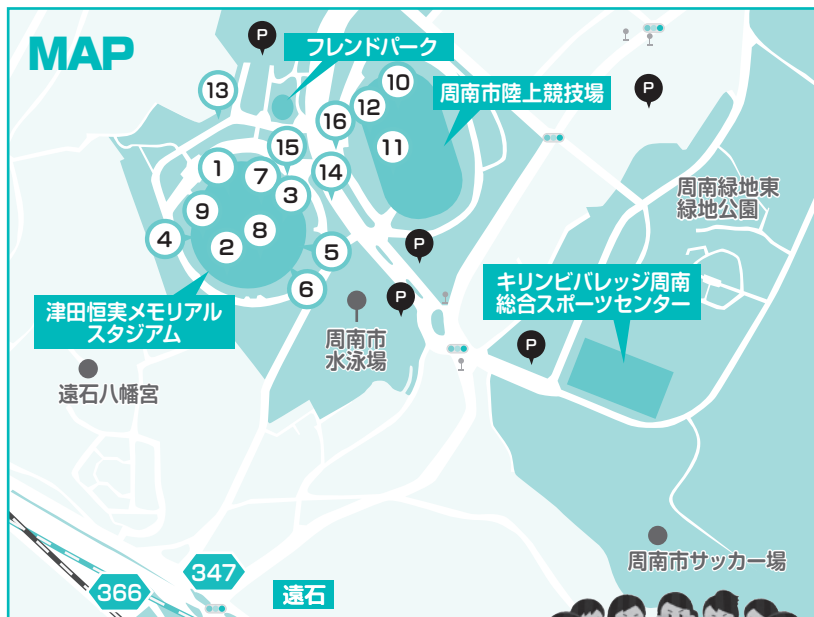 MAP
P
フレンドパーク
13
10
周南市陸上競技場
P
12
16
15
11
1
7
14
3
周南緑地東
緑地公園
9
8
4
2
5
P
6
P
キリンビバレッジ周南
総合スポーツセンター
津田恒実メモリアル
スタジアム
周南市
水泳場
P
遠石八幡宮
周南市サッカー場
347
366
遠石